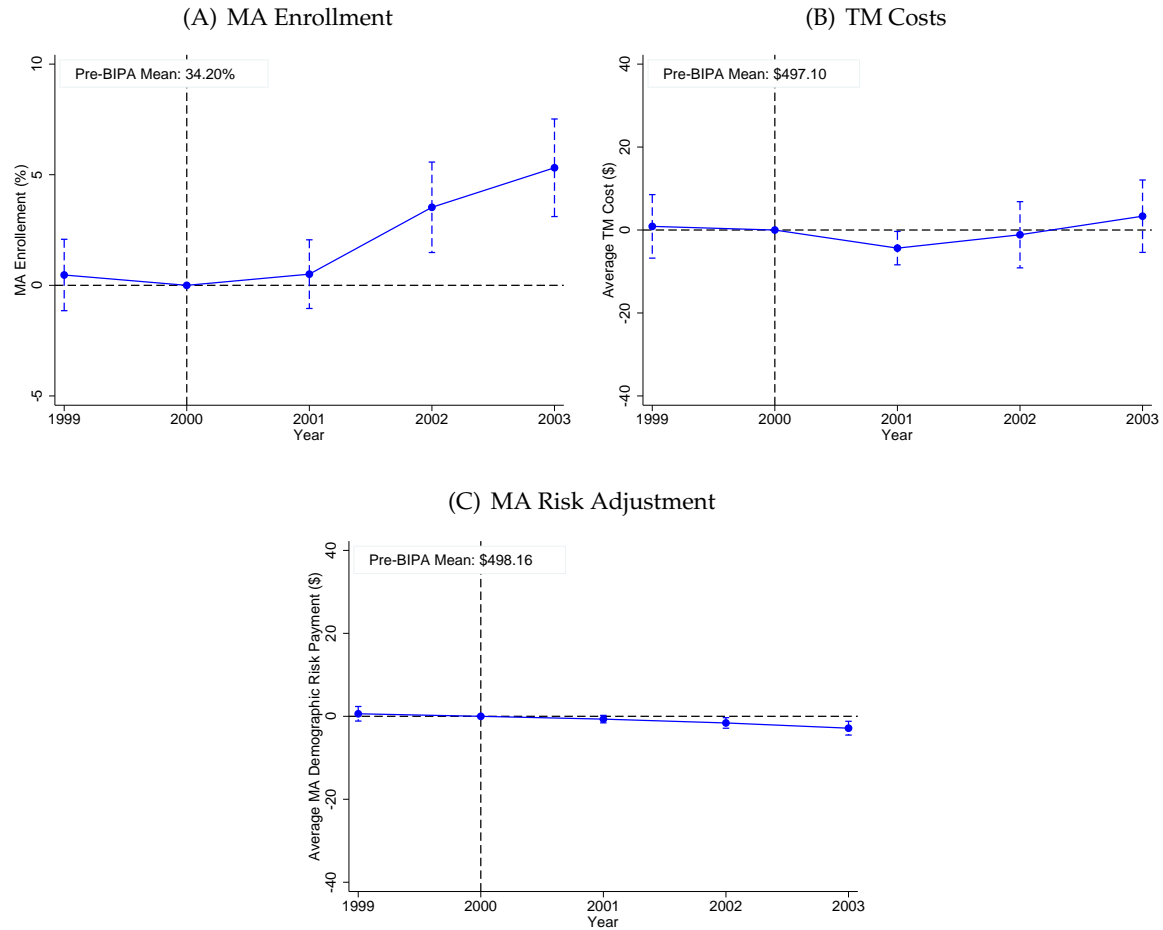 (A) MA Enrollment
Pre-BIPA Mean: 34.20%
MA Enrollement (%)
10
5
0
-5
1999 2000 2001 2002 2003
Year
(B) TM Costs
Pre-BIPA Mean: $497.10
Average TM Cost ($)
40
20
0
-20
-40
1999 2000 2001 2002 2003
Year
(C) MA Risk Adjustment
Pre-BIPA Mean: $498.16
Average MA Demographic Risk Payment ($)
40
20
0
-20
-40
1999 2000 2001 2002 2003
Year